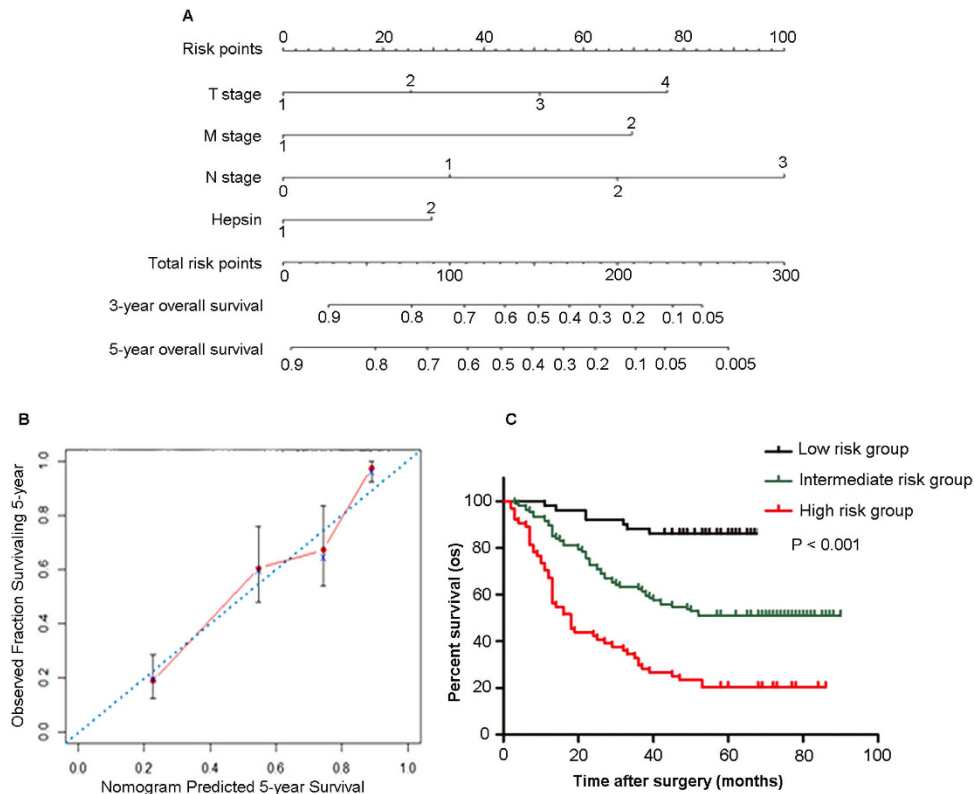 A
Risk points 0 25 50 75 100
T stage 1 2 3 4
M stage 1 2
N stage 0 1 2 3
Hepsin 1 2
Total risk points 0 100 200 300
3-year overall survival 0.9 0.8 0.7 0.6 0.5 0.4 0.3 0.2 0.1 0.05
5-year overall survival 0.9 0.8 0.7 0.6 0.5 0.4 0.3 0.2 0.1 0.05 0.005
B
Observed Fraction Survivaling 5-year
1.0
0.8
0.6
0.4
0.2
0.0
0.0 0.2 0.4 0.6 0.8 1.0
Nomogram Predicted 5-year Survival
C
Low risk group
Intermediate risk group
High risk group
P < 0.001
Percent survival (os)
100
80
60
40
20
0
0 20 40 60 80 100
Time after surgery (months)